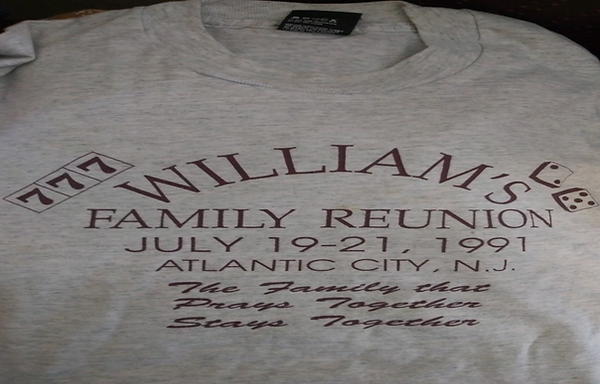 777
WILLIAM'S
FAMILY REUNION
JULY 19-21, 1991
ATLANTIC CITY, N.J.
The Family that
Prays Together
Stays Together